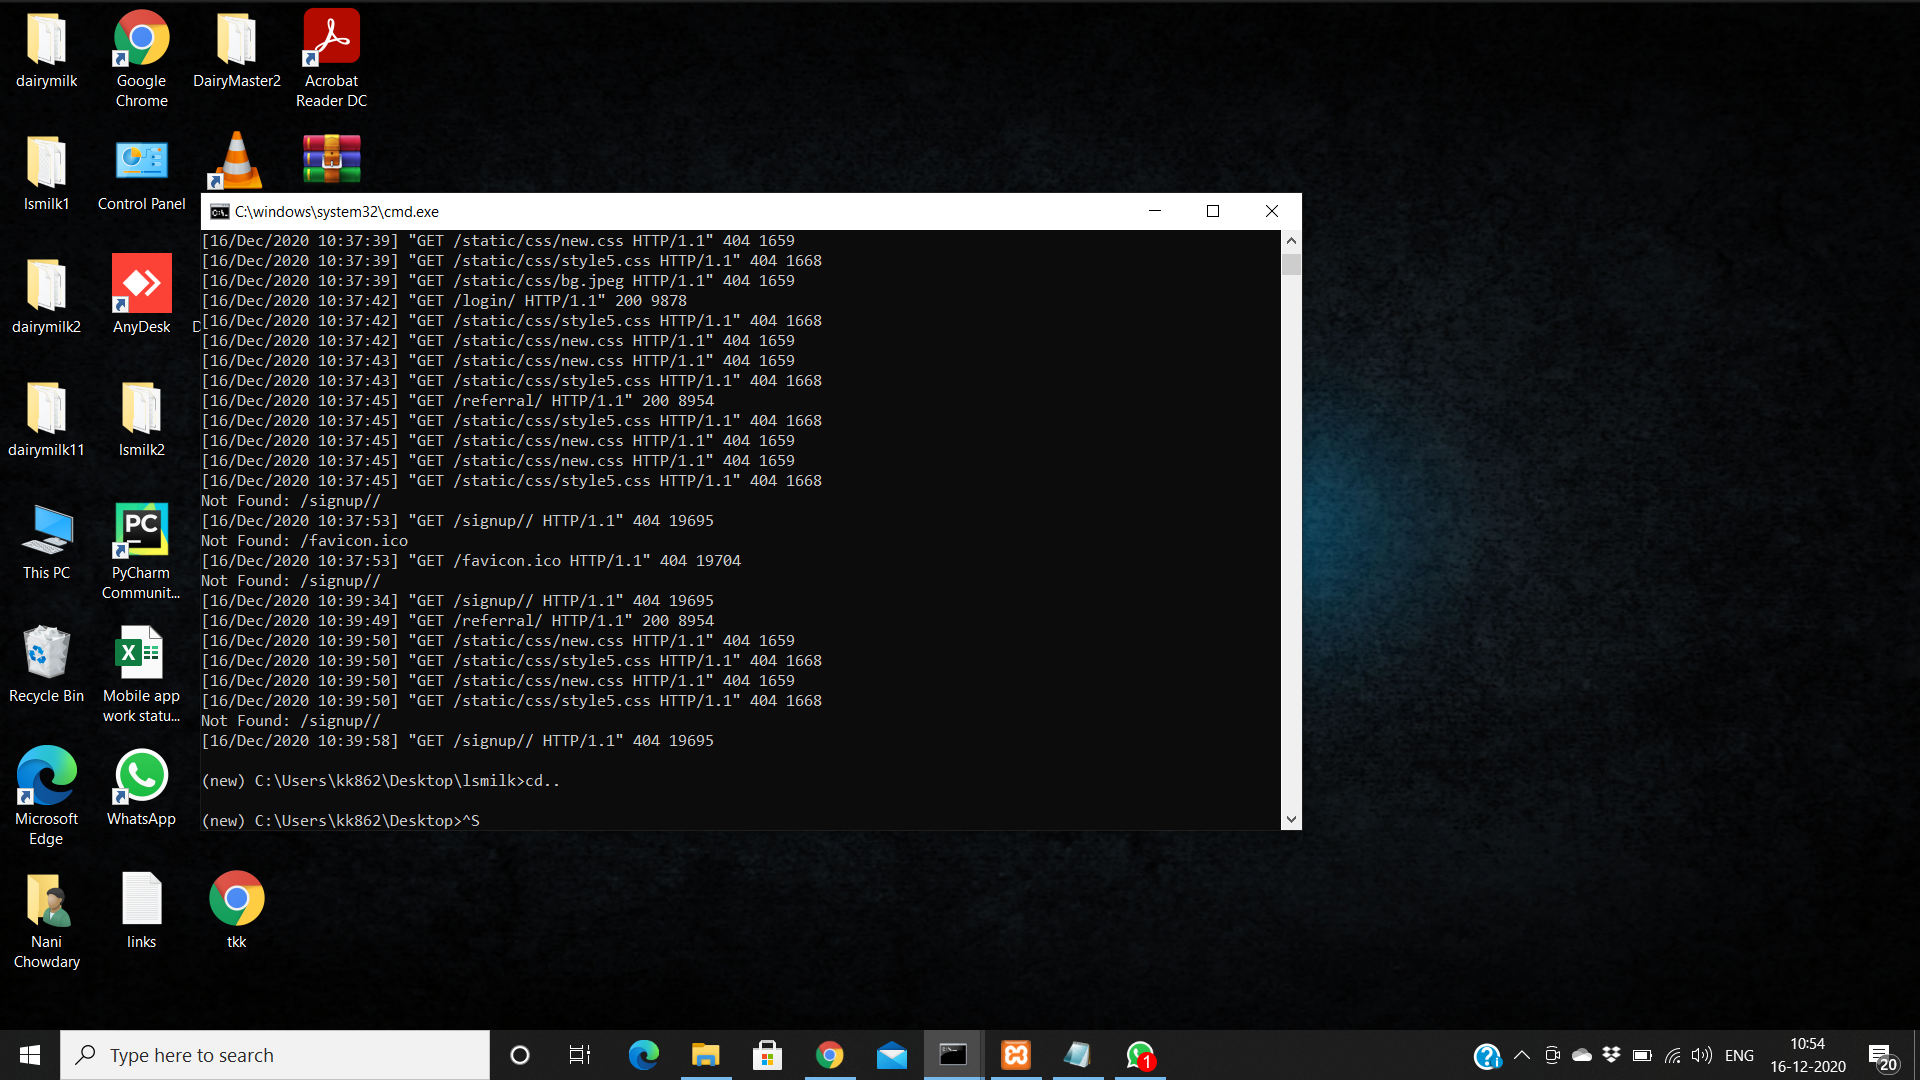 dairymilk
Google
Chrome
DairyMaster2
Acrobat
Reader DC
lsmilk1
Control Panel
dairymilk2
AnyDesk
D
dairymilk11
lsmilk2
This PC
PC
PyCharm
Communit...
Recycle Bin
X
Mobile app
work statu...
Microsoft
Edge
WhatsApp
Nani
Chowdary
links
tkk
C:\windows\system32\cmd.exe
[16/Dec/2020 10:37:39] "GET /static/css/new.css HTTP/1.1" 404 1659
[16/Dec/2020 10:37:39] "GET /static/css/style5.css HTTP/1.1" 404 1668
[16/Dec/2020 10:37:39] "GET /static/css/bg.jpeg HTTP/1.1" 404 1659
[16/Dec/2020 10:37:42] "GET /login/ HTTP/1.1" 200 9878
[16/Dec/2020 10:37:42] "GET /static/css/style5.css HTTP/1.1" 404 1668
[16/Dec/2020 10:37:42] "GET /static/css/new.css HTTP/1.1" 404 1659
[16/Dec/2020 10:37:43] "GET /static/css/new.css HTTP/1.1" 404 1659
[16/Dec/2020 10:37:43] "GET /static/css/style5.css HTTP/1.1" 404 1668
[16/Dec/2020 10:37:45] "GET /referral/ HTTP/1.1" 200 8954
[16/Dec/2020 10:37:45] "GET /static/css/style5.css HTTP/1.1" 404 1668
[16/Dec/2020 10:37:45] "GET /static/css/new.css HTTP/1.1" 404 1659
[16/Dec/2020 10:37:45] "GET /static/css/new.css HTTP/1.1" 404 1659
[16/Dec/2020 10:37:45] "GET /static/css/style5.css HTTP/1.1" 404 1668
Not Found: /signup//
[16/Dec/2020 10:37:53] "GET /signup// HTTP/1.1" 404 19695
Not Found: /favicon.ico
[16/Dec/2020 10:37:53] "GET /favicon.ico HTTP/1.1" 404 19704
Not Found: /signup//
[16/Dec/2020 10:39:34] "GET /signup// HTTP/1.1" 404 19695
[16/Dec/2020 10:39:49] "GET /referral/ HTTP/1.1" 200 8954
[16/Dec/2020 10:39:50] "GET /static/css/new.css HTTP/1.1" 404 1659
[16/Dec/2020 10:39:50] "GET /static/css/style5.css HTTP/1.1" 404 1668
[16/Dec/2020 10:39:50] "GET /static/css/new.css HTTP/1.1" 404 1659
[16/Dec/2020 10:39:50] "GET /static/css/style5.css HTTP/1.1" 404 1668
Not Found: /signup//
[16/Dec/2020 10:39:58] "GET /signup// HTTP/1.1" 404 19695
(new) C:\Users\kk862\Desktop\lsmilk>cd..
(new) C:\Users\kk862\Desktop>^S
Type here to search
1
ENG
10:54
16-12-2020
20